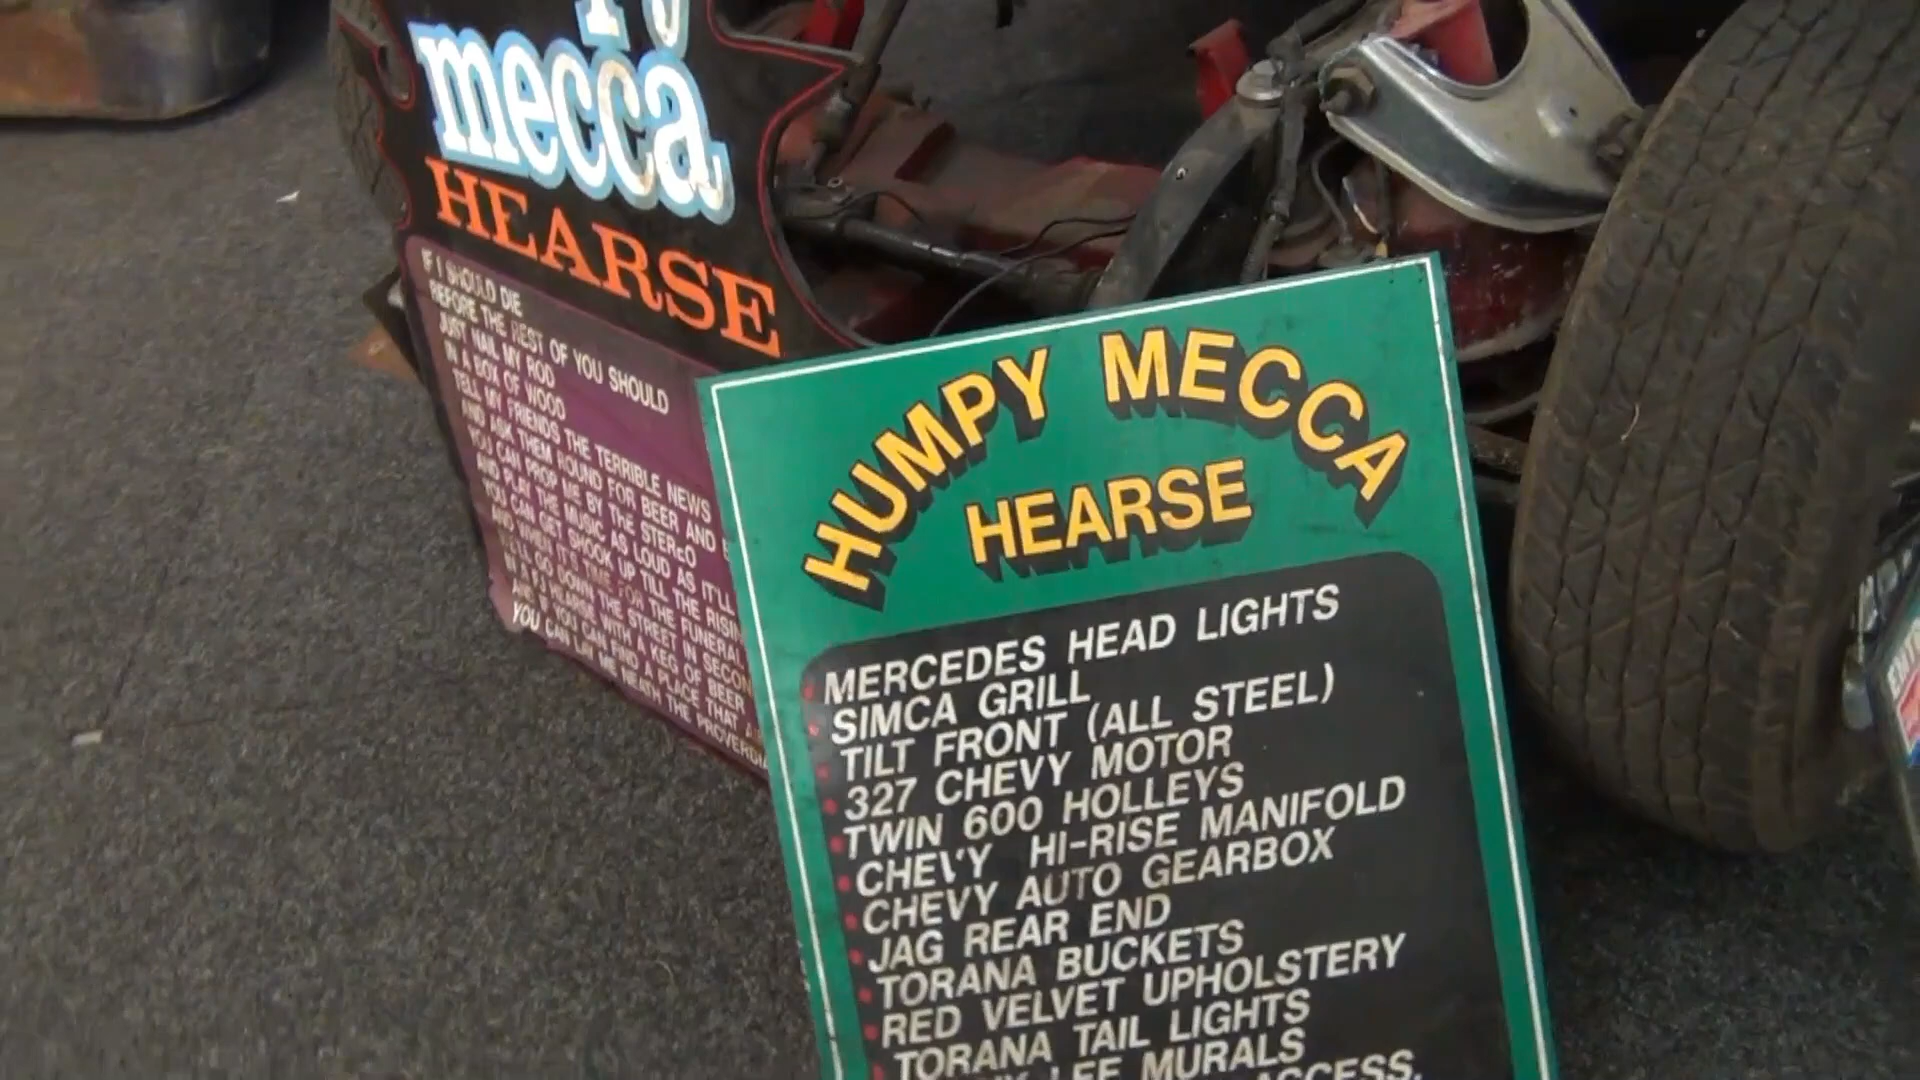 mecca
HEARSE
IF I SHOULD DIE
BEFORE THE REST OF YOU SHOULD
JUST NAIL MY ROD
IN A BOX OF WOOD
TELL MY FRIENDS THE TERRIBLE NEWS
AND ASK THEM ROUND FOR BEER AND
YOU CAN PROP ME BY THE STEReO
AND PLAY THE MUSIC AS LOUD AS IT'LL
YOU CAN GET SHOOK UP TILL THE
AND WHEN IT'S TIME FOR THE FUNERAL
GO DOWN THE STREET IN
IN A HEARSE WITH A KEG OF BEER
AND IF YOU CAN FIND A PLACE THAT
YOU CAN LAY ME NEATH THE
HUMPY MECCA
HEARSE
MERCEDES HEAD LIGHTS
SIMCA GRILL
TILT FRONT (ALL STEEL)
327 CHEVY MOTOR
TWIN 600 HOLLEYS
CHEVY HI-RISE MANIFOLD
CHEVY AUTO GEARBOX
JAG REAR END
TORANA BUCKETS
RED VELVET UPHOLSTERY
TORANA TAIL LIGHTS
LEE MURALS
ACCESS.